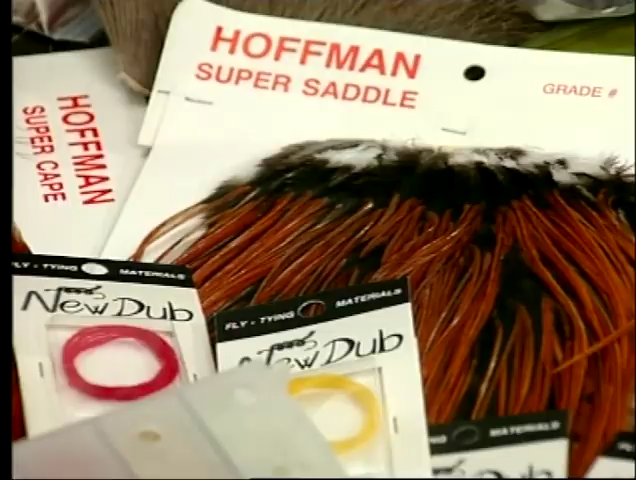 HOFFMAN
SUPER SADDLE
GRADE #
HOFFMAN
SUPER CAPE
FLY - TYING MATERIALS
New Dub
FLY - TYING MATERIALS
New Dub
MATERIALS